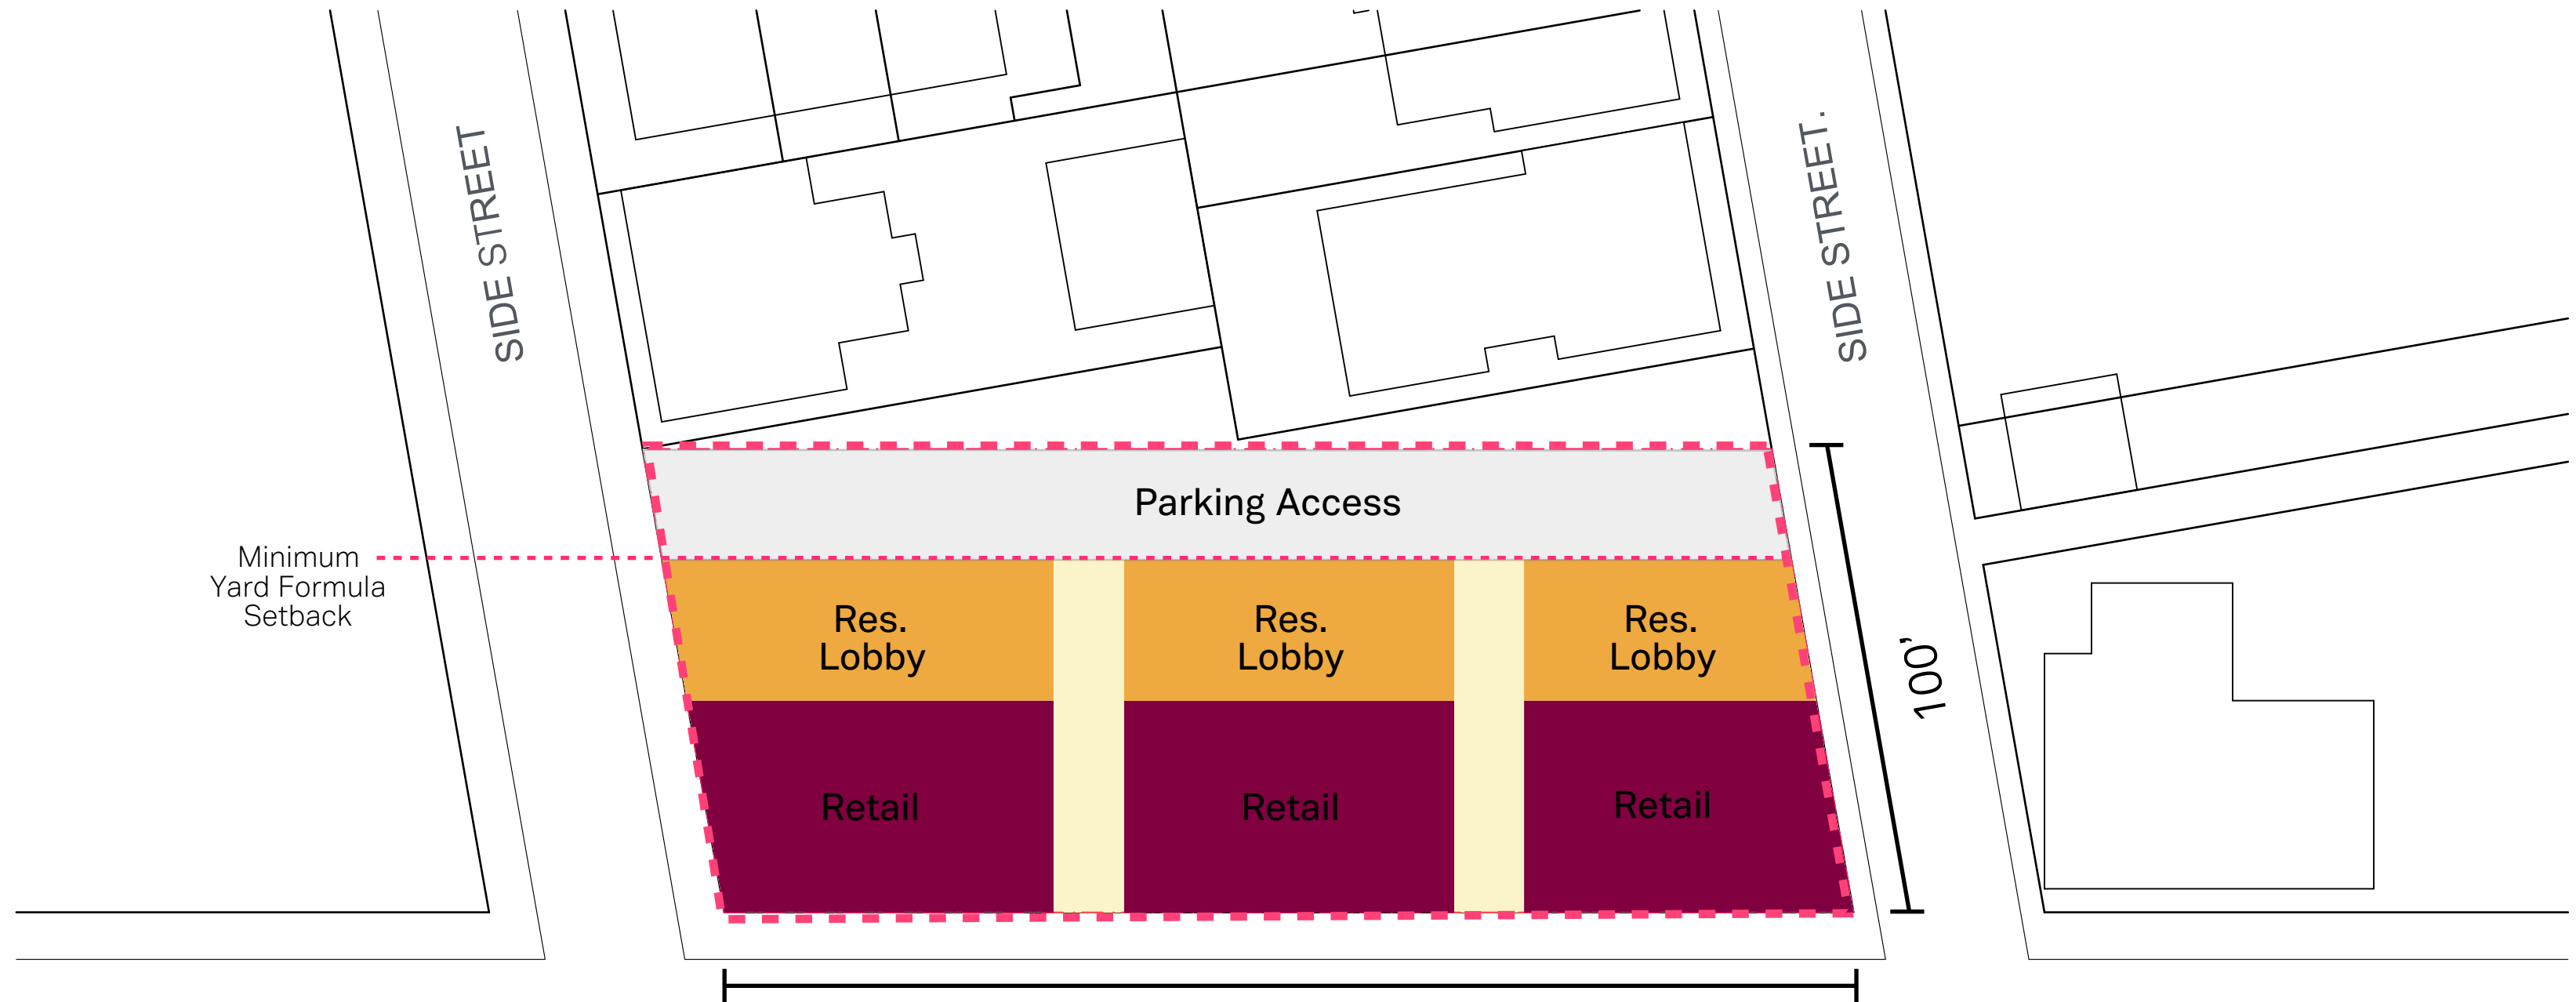 SIDE STREET
SIDE STREET.
Parking Access
Minimum
Yard Formula
Setback
Res.
Lobby
Res.
Lobby
Res.
Lobby
100’
Retail
Retail
Retail